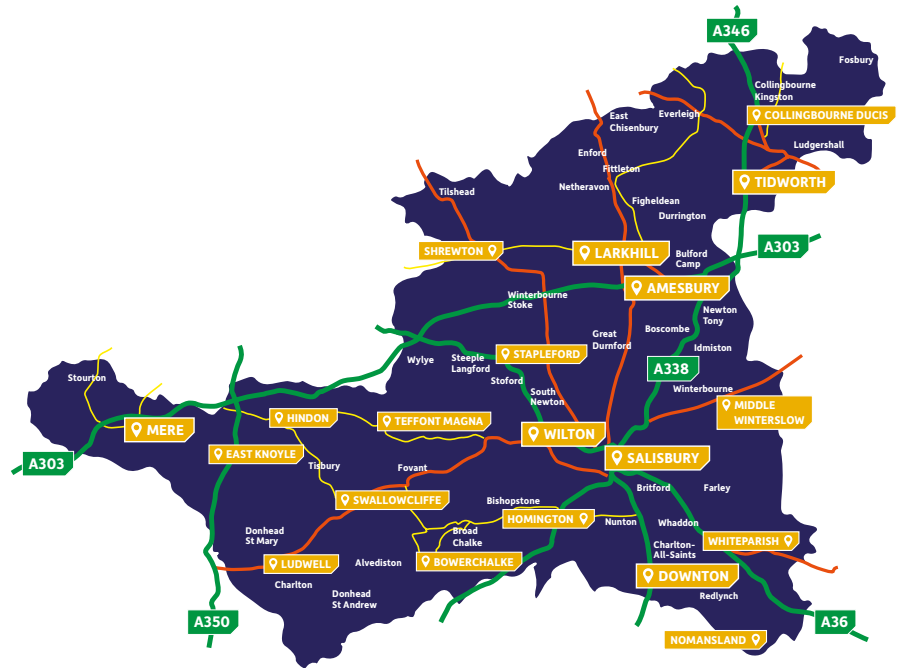 A346
Fosbury
Collingbourne
Kingston
COLLINGBOURNE DUCIS
East
Chisenbury
Everleigh
Ludgershall
Enford
Fittleton
TIDWORTH
Netheravon
Tilshead
Figheldean
Durrington
A303
SHREWTON
LARKHILL
Bulford
Camp
AMESBURY
Winterbourne
Stoke
Newton
Tony
Boscombe
Great
Durnford
Idmiston
STAPLEFORD
Wylye
Steeple
Langford
A338
Stoford
Stourton
Winterbourne
South
Newton
MIDDLE
WINTERSLOW
HINDON
TEFFONT MAGNA
MERE
WILTON
EAST KNOYLE
SALISBURY
A303
Tisbury
Fovant
Britford
Farley
SWALLOWCLIFFE
Bishopstone
HOMINGTON
Nunton
Whaddon
Donhead
St Mary
Broad
Chalke
WHITEPARISH
Charlton-
All-Saints
LUDWELL
Alvediston
BOWERCHALKE
DOWNTON
Charlton
Donhead
St Andrew
Redlynch
A350
A36
NOMANSLAND